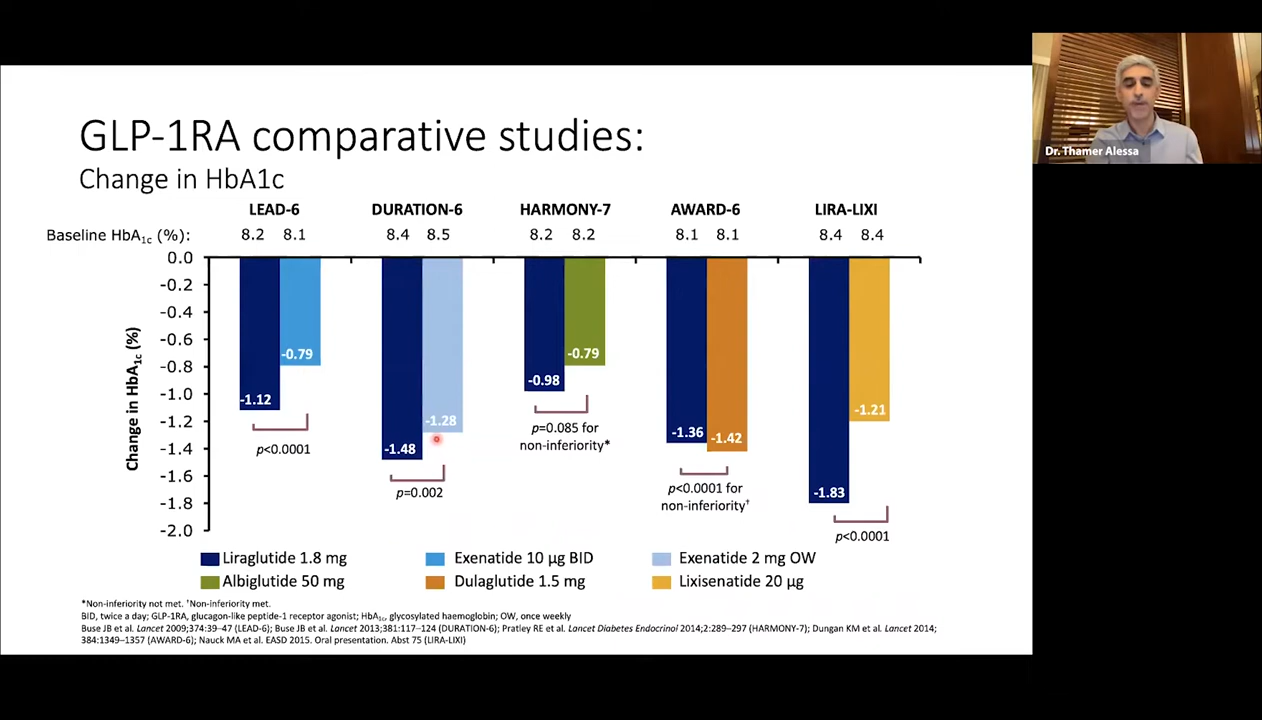 Dr. Thamer Alessa
GLP-1RA comparative studies:
Change in HbA1c
LEAD-6 DURATION-6 HARMONY-7 AWARD-6 LIRA-LIXI
Baseline HbA1c (%): 8.2 8.1 8.4 8.5 8.2 8.2 8.1 8.1 8.4 8.4
Change in HbA1c (%)
0.0
-0.2
-0.4
-0.6
-0.8
-1.0
-1.2
-1.4
-1.6
-1.8
-2.0
-1.12
-0.79
p<0.0001
-1.48
-1.28
p=0.002
-0.98
-0.79
p=0.085 for
non-inferiority*
-1.36
-1.42
p<0.0001 for
non-inferiority†
-1.83
-1.21
p<0.0001
Liraglutide 1.8 mg Exenatide 10 µg BID Exenatide 2 mg OW
Albiglutide 50 mg Dulaglutide 1.5 mg Lixisenatide 20 µg
*Non-inferiority not met. †Non-inferiority met.
BID, twice a day; GLP-1RA, glucagon-like peptide-1 receptor agonist; HbA1c, glycosylated haemoglobin; OW, once weekly
Buse JB et al. Lancet 2009;374:39–47 (LEAD-6); Buse JB et al. Lancet 2013;381:117–124 (DURATION-6); Pratley RE et al. Lancet Diabetes Endocrinol 2014;2:289–297 (HARMONY-7); Dungan KM et al. Lancet 2014;
384:1349–1357 (AWARD-6); Nauck MA et al. EASD 2015. Oral presentation. Abst 75 (LIRA-LIXI)